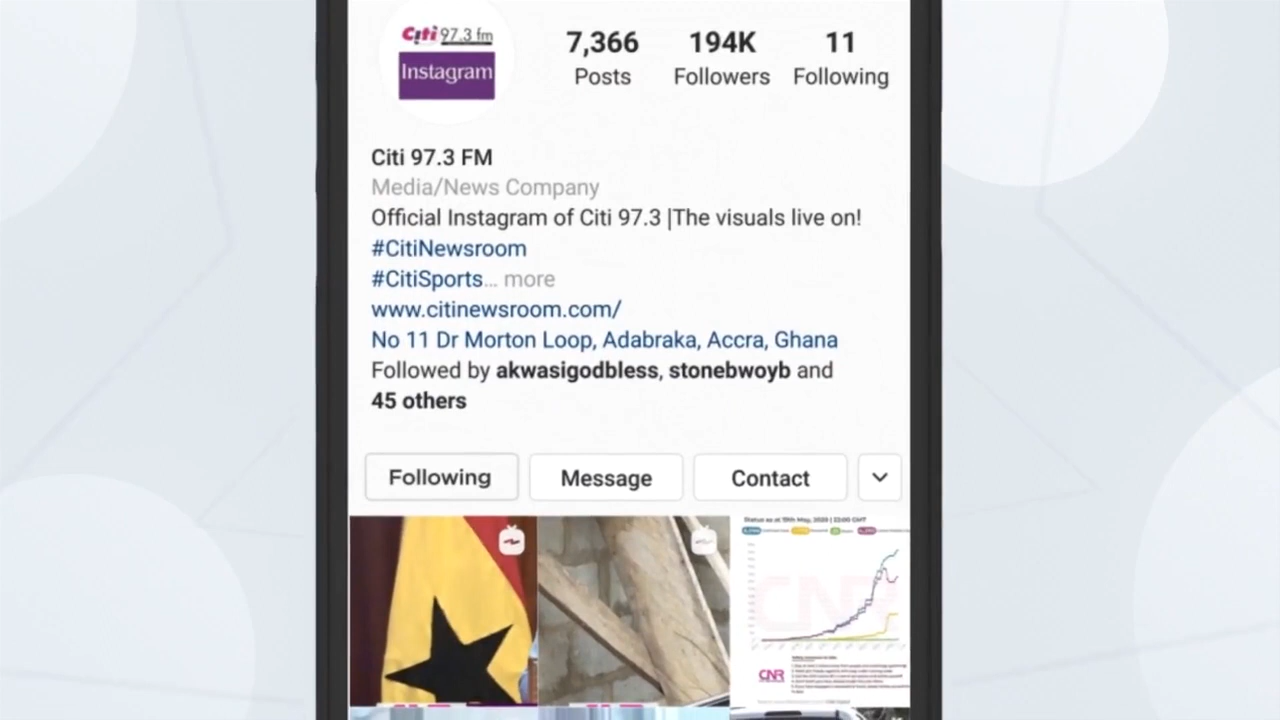 Citi 97.3 fm
Instagram
7,366 194K 11
Posts Followers Following
Citi 97.3 FM
Media/News Company
Official Instagram of Citi 97.3 |The visuals live on!
#CitiNewsroom
#CitiSports... more
www.citinewsroom.com/
No 11 Dr Morton Loop, Adabraka, Accra, Ghana
Followed by akwasigodbless, stonebwoyb and
45 others
Following Message Contact
CNR
CNR